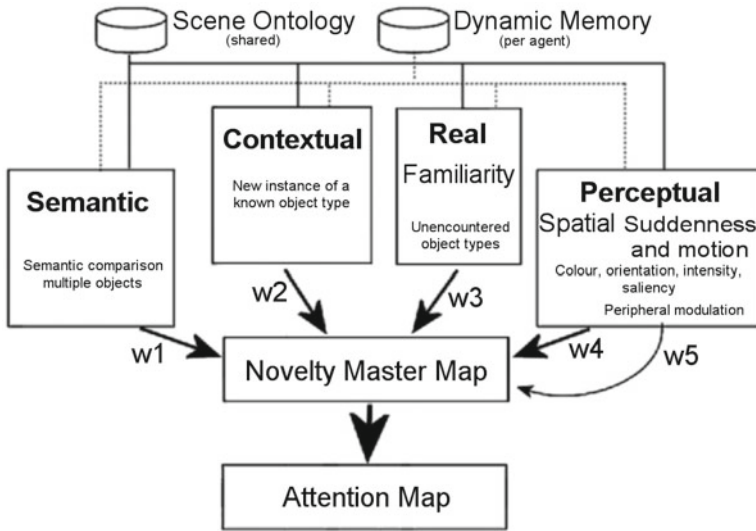 Scene Ontology
(shared)
Dynamic Memory
(per agent)
Semantic
Semantic comparison
multiple objects
Contextual
New instance of a
known object type
Real
Familiarity
Unencountered
object types
Perceptual
Spatial Suddenness
and motion
Colour, orientation, intensity,
saliency
Peripheral modulation
w1
w2
w3
w4
w5
Novelty Master Map
Attention Map